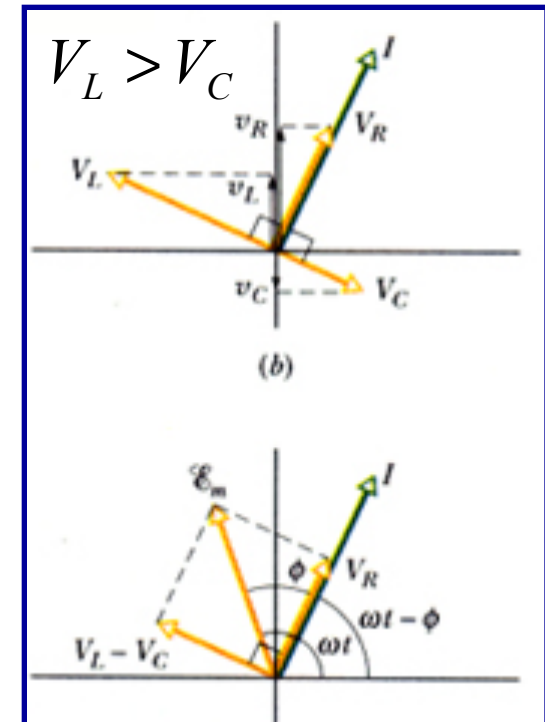 V_L > V_C
I
v_R
V_R
V_L
v_L
v_C
V_C
(b)
ℰ_m
I
ϕ
V_R
ωt − ϕ
V_L − V_C
ωt